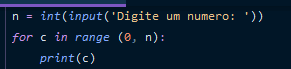 n = int(input('Digite um numero: '))
for c in range (0, n):
    print(c)